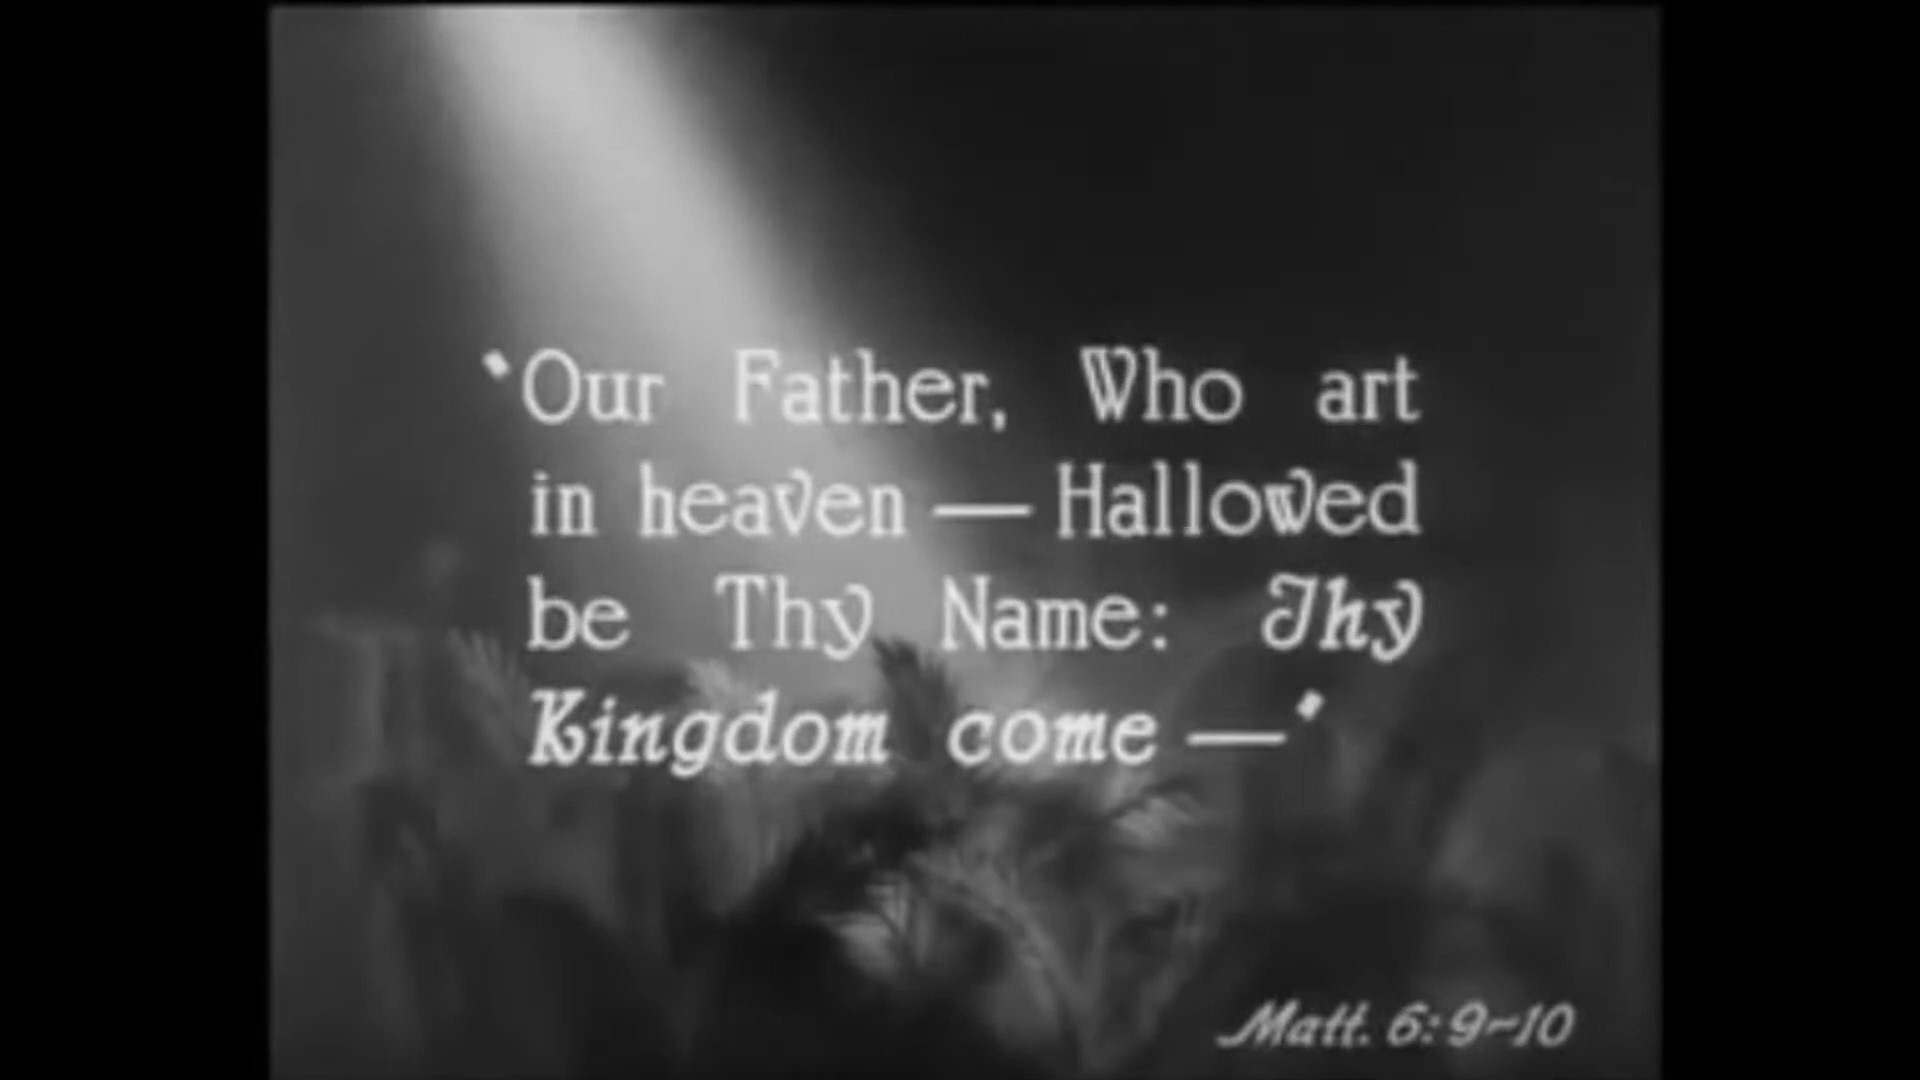 ‘Our Father, Who art
in heaven — Hallowed
be Thy Name: Thy
Kingdom come —’
Matt. 6:9-10